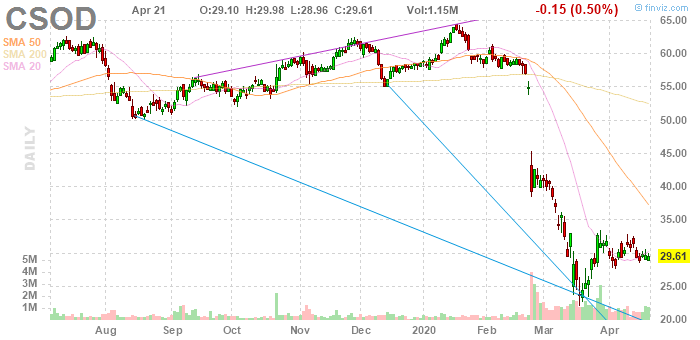 CSOD Apr 21 O:29.10 H:29.98 L:28.96 C:29.61 Vol:1.15M -0.15 (0.50%) © finviz.com
SMA 50
SMA 200
SMA 20
DAILY
65.00
60.00
55.00
50.00
45.00
40.00
35.00
29.61
25.00
20.00
5M
4M
3M
2M
1M
Aug Sep Oct Nov Dec 2020 Feb Mar Apr